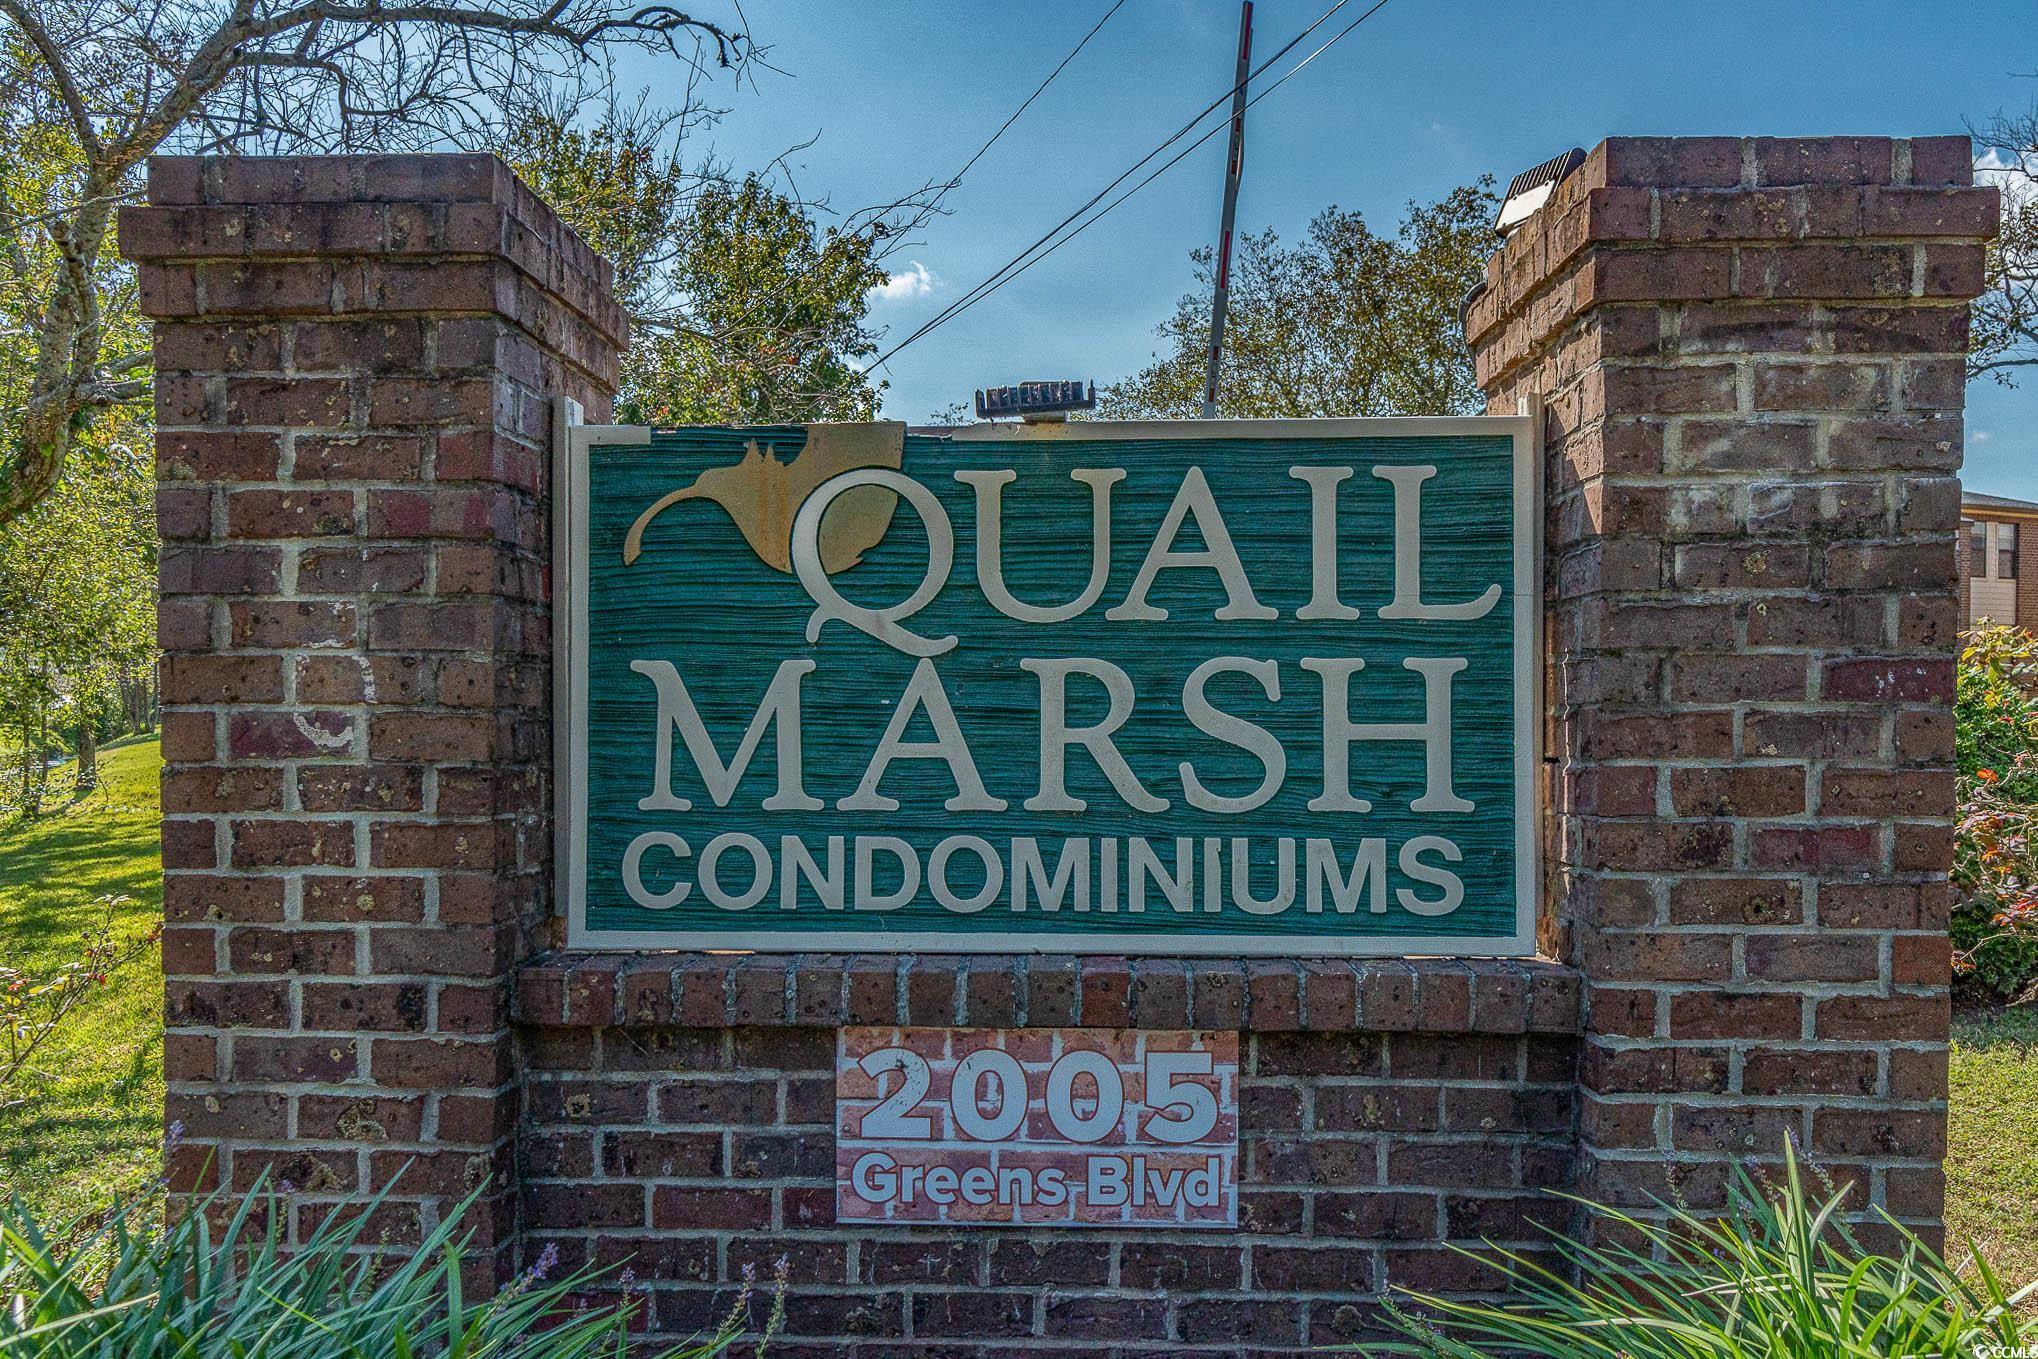 QUAIL
MARSH
CONDOMINIUMS
2005
Greens Blvd
CCMLS